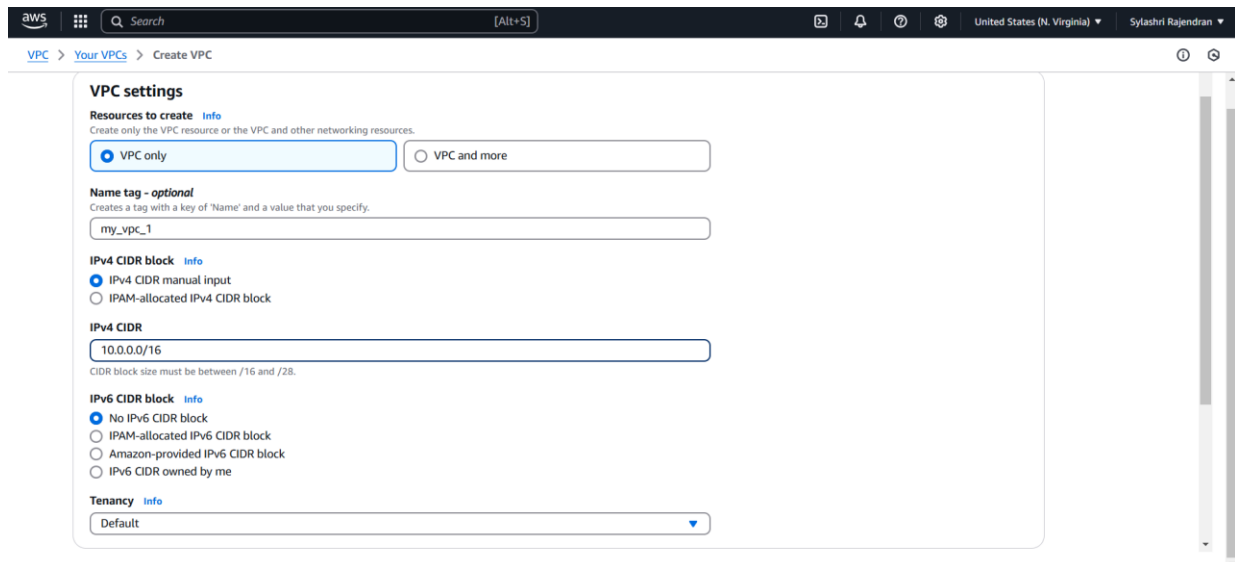 aws Search [Alt+S] United States (N. Virginia) Sylashri Rajendran
VPC > Your VPCs > Create VPC
VPC settings
Resources to create Info
Create only the VPC resource or the VPC and other networking resources.
VPC only VPC and more
Name tag - optional
Creates a tag with a key of 'Name' and a value that you specify.
my_vpc_1
IPv4 CIDR block Info
IPv4 CIDR manual input
IPAM-allocated IPv4 CIDR block
IPv4 CIDR
10.0.0.0/16
CIDR block size must be between /16 and /28.
IPv6 CIDR block Info
No IPv6 CIDR block
IPAM-allocated IPv6 CIDR block
Amazon-provided IPv6 CIDR block
IPv6 CIDR owned by me
Tenancy Info
Default